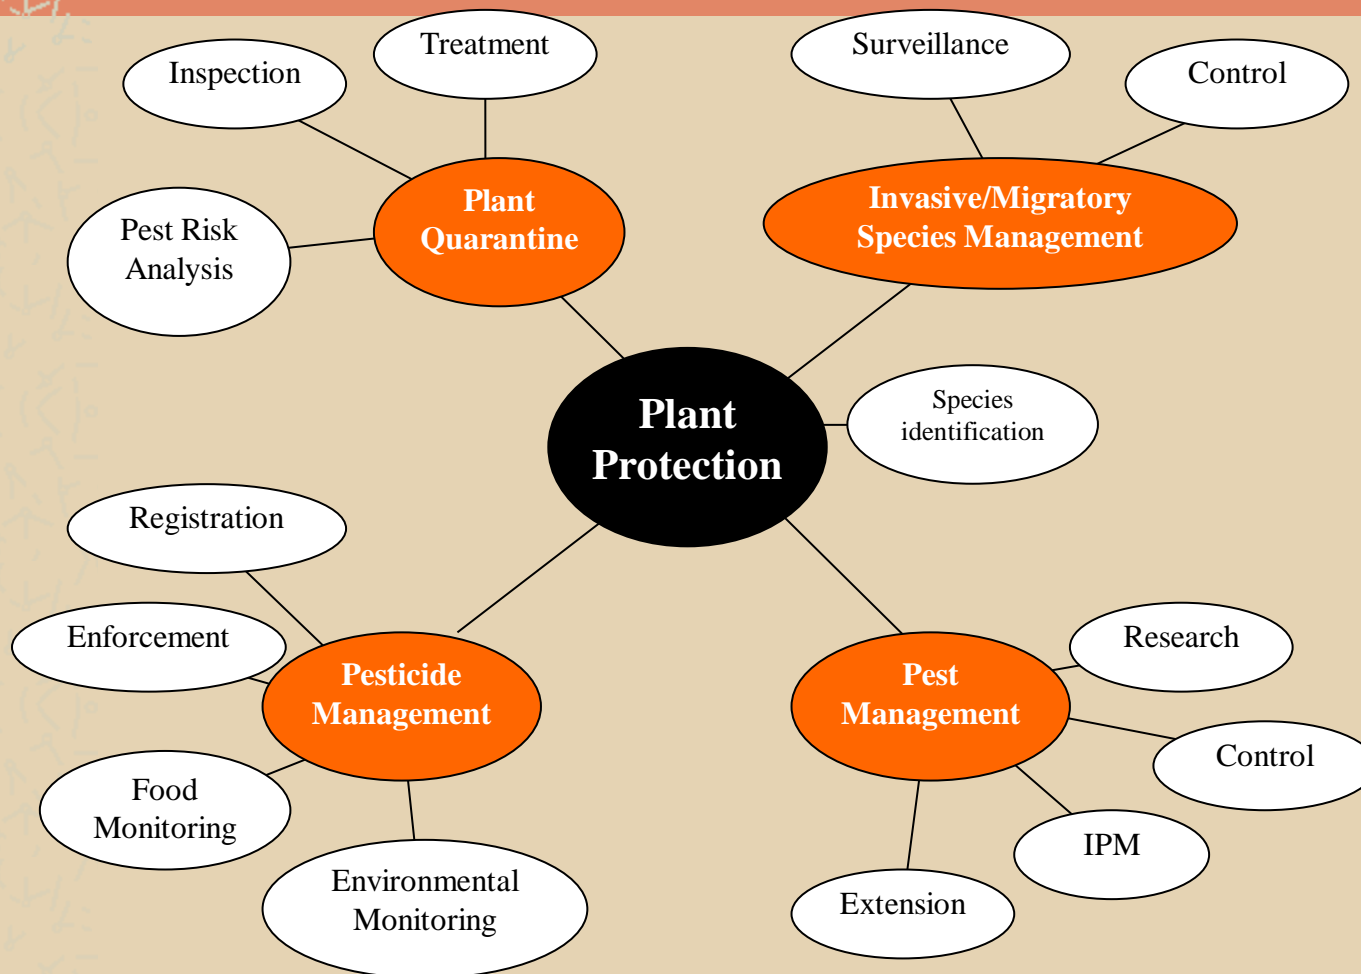 Treatment
Surveillance
Inspection
Control
Plant
Quarantine
Invasive/Migratory
Species Management
Pest Risk
Analysis
Plant
Protection
Species
identification
Registration
Enforcement
Pesticide
Management
Pest
Management
Research
Control
Food
Monitoring
IPM
Environmental
Monitoring
Extension